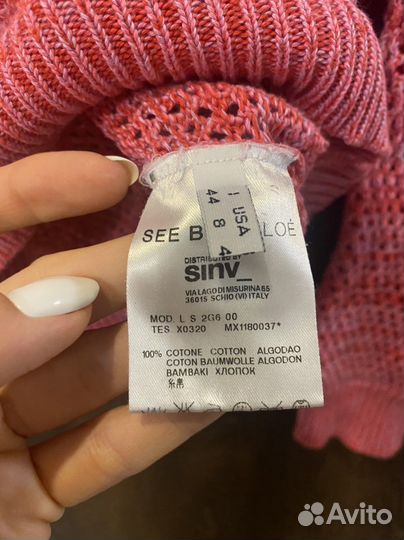 I USA
44 8 4
SEE B LOÉ
DISTRIBUTED BY
sinv_
VIA LAGO DI MISURINA 65
36015 SCHIO (VI) ITALY
MOD. L S 2G6 00
TES X0320 MX1180037*
100% COTONE COTTON ALGODAO
COTON BAUMWOLLE ALGODON
BAMBAKI ХЛОПОК
Avito